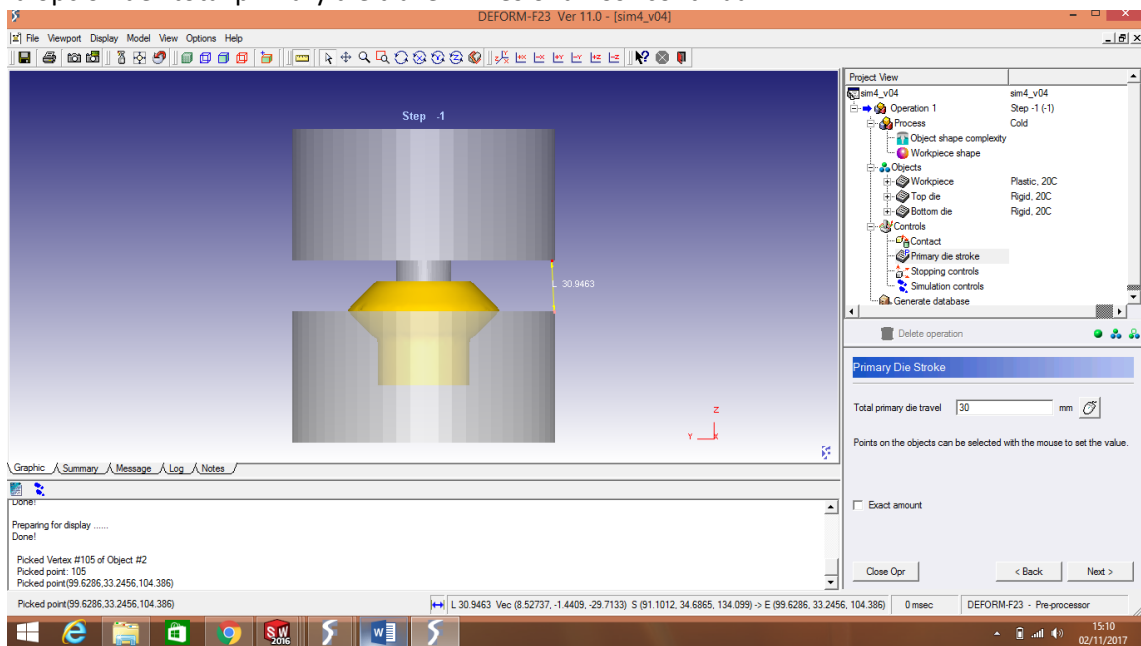 DEFORM-F23 Ver 11.0 - [sim4_v04]
File Viewport Display Model View Options Help
Step -1
30.9463
Z
Y X
Graphic Summary Message Log Notes
Done!
Preparing for display ......
Done!
Picked Vertex #105 of Object #2
Picked point: 105
Picked point(99.6286,33.2456,104.386)
Project View
sim4_v04 sim4_v04
Operation 1 Step -1 (-1)
Process Cold
Object shape complexity
Workpiece shape
Objects
Workpiece Plastic, 20C
Top die Rigid, 20C
Bottom die Rigid, 20C
Controls
Contact
Primary die stroke
Stopping controls
Simulation controls
Generate database
Delete operation
Primary Die Stroke
Total primary die travel 30 mm
Points on the objects can be selected with the mouse to set the value.
Exact amount
Close Opr < Back Next >
Picked point(99.6286,33.2456,104.386) L 30.9463 Vec (8.52737, -1.4409, -29.7133) S (91.1012, 34.6865, 134.099) -> E (99.6286, 33.2456, 104.386) 0 msec DEFORM-F23 - Pre-processor
SW 2016
15:10
02/11/2017